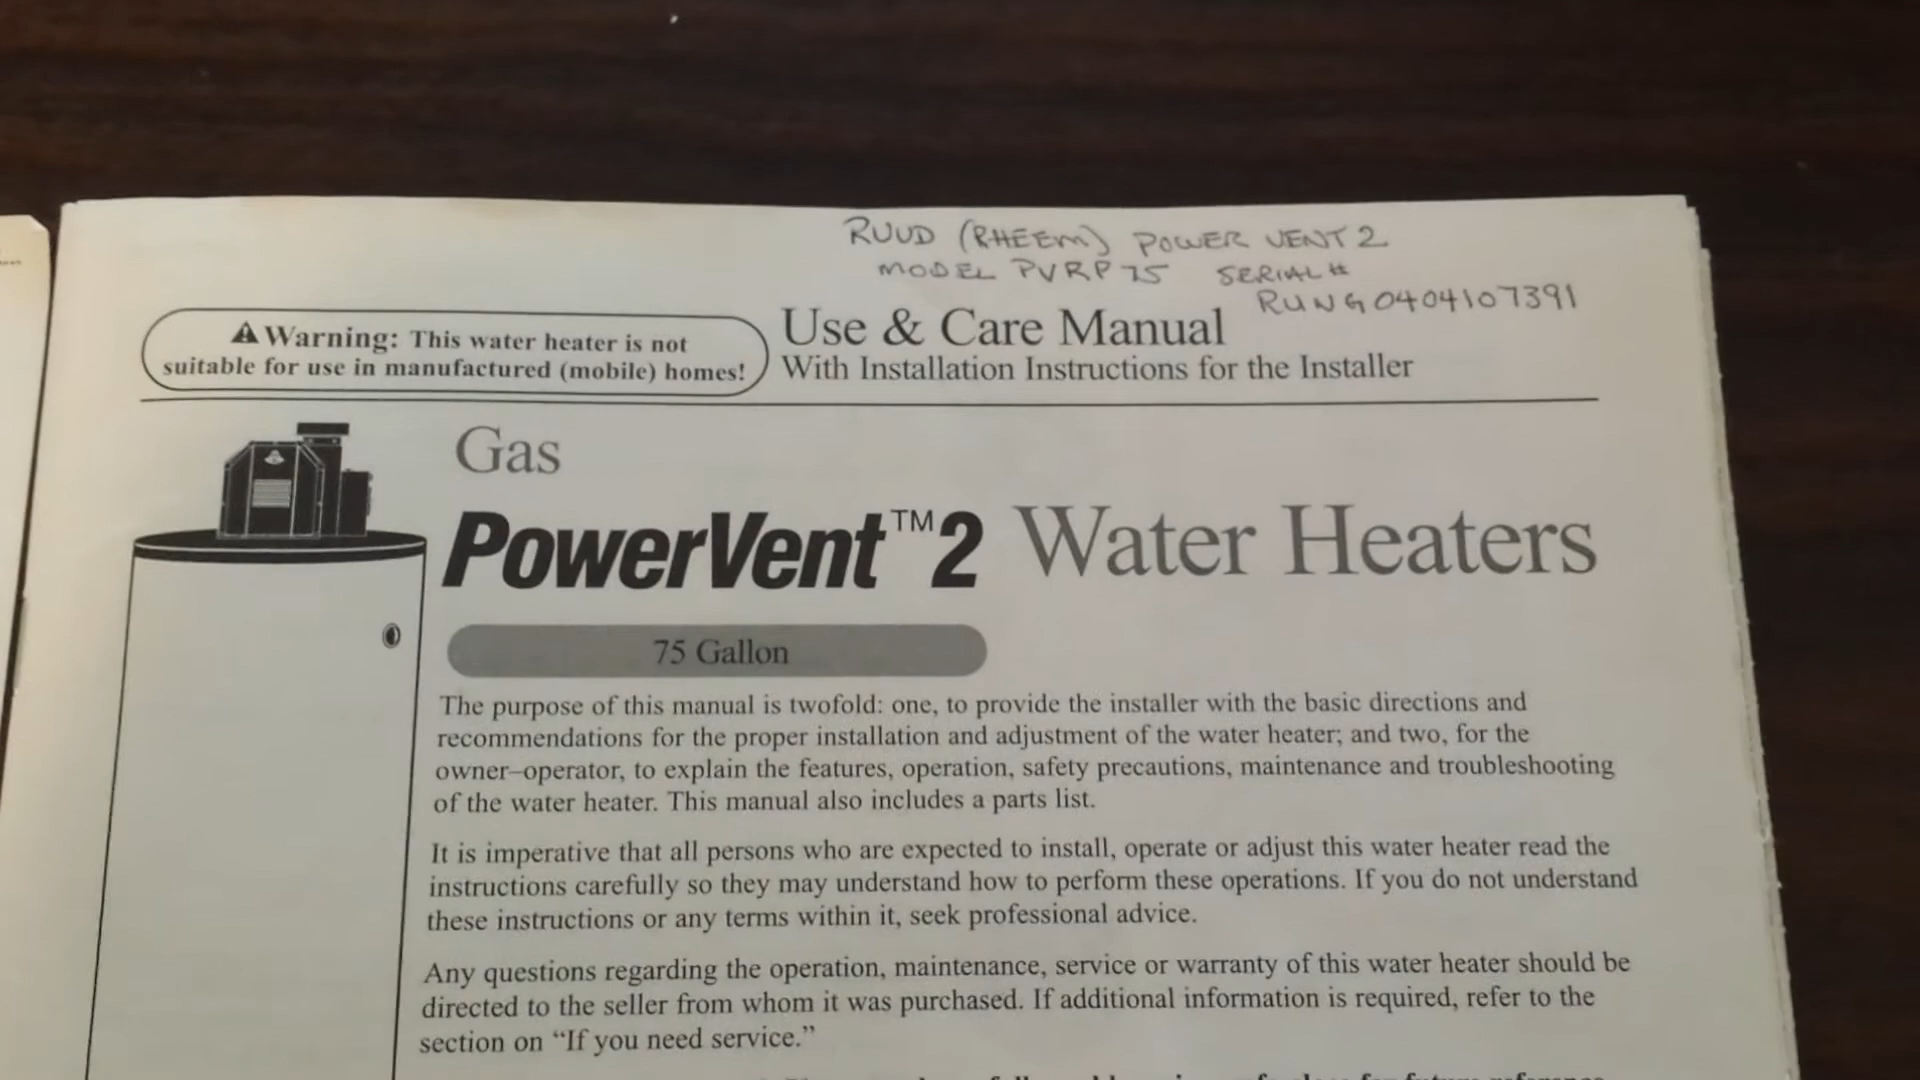 RUUD (RHEEM) POWER VENT 2
MODEL PVRP75 SERIAL #
RUNG0404107391
Warning: This water heater is not
suitable for use in manufactured (mobile) homes!
Use & Care Manual
With Installation Instructions for the Installer
Gas
PowerVent™2 Water Heaters
75 Gallon
The purpose of this manual is twofold: one, to provide the installer with the basic directions and
recommendations for the proper installation and adjustment of the water heater; and two, for the
owner–operator, to explain the features, operation, safety precautions, maintenance and troubleshooting
of the water heater. This manual also includes a parts list.
It is imperative that all persons who are expected to install, operate or adjust this water heater read the
instructions carefully so they may understand how to perform these operations. If you do not understand
these instructions or any terms within it, seek professional advice.
Any questions regarding the operation, maintenance, service or warranty of this water heater should be
directed to the seller from whom it was purchased. If additional information is required, refer to the
section on “If you need service.”